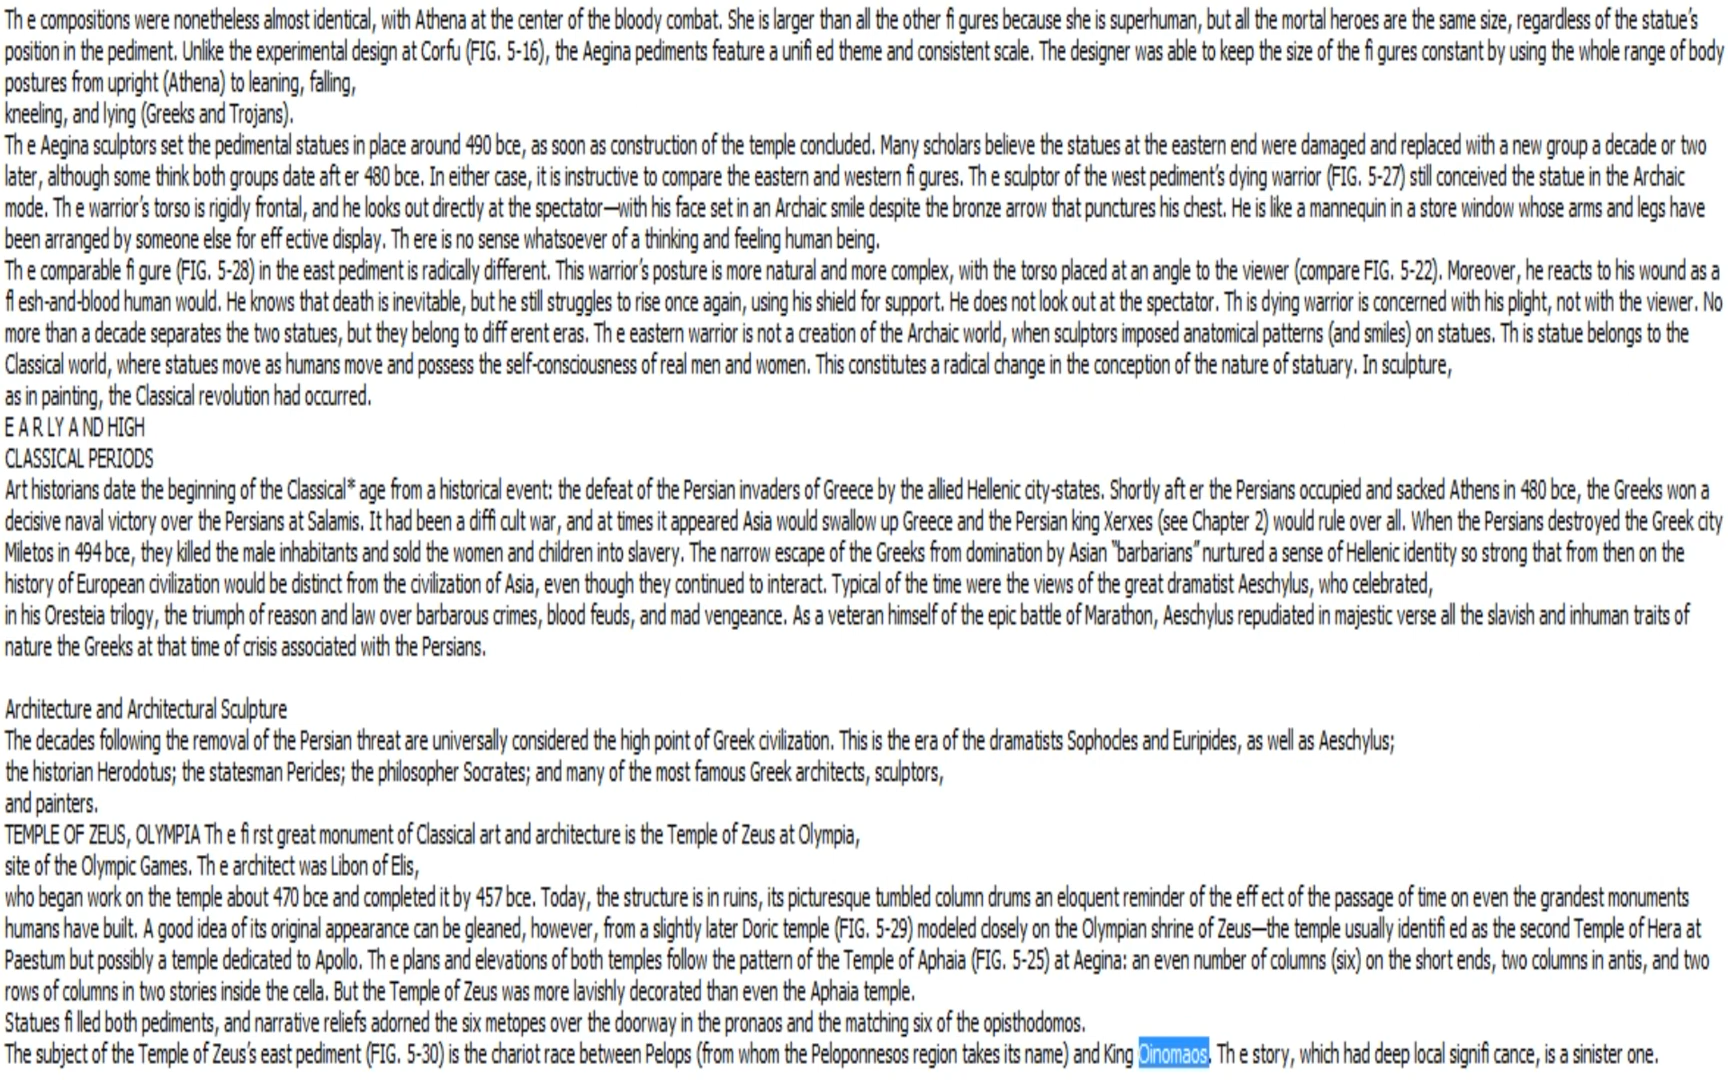 Th e compositions were nonetheless almost identical, with Athena at the center of the bloody combat. She is larger than all the other fi gures because she is superhuman, but all the mortal heroes are the same size, regardless of the statue’s
position in the pediment. Unlike the experimental design at Corfu (FIG. 5-16), the Aegina pediments feature a unifi ed theme and consistent scale. The designer was able to keep the size of the fi gures constant by using the whole range of body
postures from upright (Athena) to leaning, falling,
kneeling, and lying (Greeks and Trojans).
Th e Aegina sculptors set the pedimental statues in place around 490 bce, as soon as construction of the temple concluded. Many scholars believe the statues at the eastern end were damaged and replaced with a new group a decade or two
later, although some think both groups date aft er 480 bce. In either case, it is instructive to compare the eastern and western fi gures. Th e sculptor of the west pediment’s dying warrior (FIG. 5-27) still conceived the statue in the Archaic
mode. Th e warrior’s torso is rigidly frontal, and he looks out directly at the spectator—with his face set in an Archaic smile despite the bronze arrow that punctures his chest. He is like a mannequin in a store window whose arms and legs have
been arranged by someone else for eff ective display. Th ere is no sense whatsoever of a thinking and feeling human being.
Th e comparable fi gure (FIG. 5-28) in the east pediment is radically different. This warrior’s posture is more natural and more complex, with the torso placed at an angle to the viewer (compare FIG. 5-22). Moreover, he reacts to his wound as a
fl esh-and-blood human would. He knows that death is inevitable, but he still struggles to rise once again, using his shield for support. He does not look out at the spectator. Th is dying warrior is concerned with his plight, not with the viewer. No
more than a decade separates the two statues, but they belong to diff erent eras. Th e eastern warrior is not a creation of the Archaic world, when sculptors imposed anatomical patterns (and smiles) on statues. Th is statue belongs to the
Classical world, where statues move as humans move and possess the self-consciousness of real men and women. This constitutes a radical change in the conception of the nature of statuary. In sculpture,
as in painting, the Classical revolution had occurred.
E A R LY A ND HIGH
CLASSICAL PERIODS
Art historians date the beginning of the Classical* age from a historical event: the defeat of the Persian invaders of Greece by the allied Hellenic city-states. Shortly aft er the Persians occupied and sacked Athens in 480 bce, the Greeks won a
decisive naval victory over the Persians at Salamis. It had been a diffi cult war, and at times it appeared Asia would swallow up Greece and the Persian king Xerxes (see Chapter 2) would rule over all. When the Persians destroyed the Greek city
Miletos in 494 bce, they killed the male inhabitants and sold the women and children into slavery. The narrow escape of the Greeks from domination by Asian “barbarians” nurtured a sense of Hellenic identity so strong that from then on the
history of European civilization would be distinct from the civilization of Asia, even though they continued to interact. Typical of the time were the views of the great dramatist Aeschylus, who celebrated,
in his Oresteia trilogy, the triumph of reason and law over barbarous crimes, blood feuds, and mad vengeance. As a veteran himself of the epic battle of Marathon, Aeschylus repudiated in majestic verse all the slavish and inhuman traits of
nature the Greeks at that time of crisis associated with the Persians.
Architecture and Architectural Sculpture
The decades following the removal of the Persian threat are universally considered the high point of Greek civilization. This is the era of the dramatists Sophocles and Euripides, as well as Aeschylus;
the historian Herodotus; the statesman Pericles; the philosopher Socrates; and many of the most famous Greek architects, sculptors,
and painters.
TEMPLE OF ZEUS, OLYMPIA Th e fi rst great monument of Classical art and architecture is the Temple of Zeus at Olympia,
site of the Olympic Games. Th e architect was Libon of Elis,
who began work on the temple about 470 bce and completed it by 457 bce. Today, the structure is in ruins, its picturesque tumbled column drums an eloquent reminder of the eff ect of the passage of time on even the grandest monuments
humans have built. A good idea of its original appearance can be gleaned, however, from a slightly later Doric temple (FIG. 5-29) modeled closely on the Olympian shrine of Zeus—the temple usually identifi ed as the second Temple of Hera at
Paestum but possibly a temple dedicated to Apollo. Th e plans and elevations of both temples follow the pattern of the Temple of Aphaia (FIG. 5-25) at Aegina: an even number of columns (six) on the short ends, two columns in antis, and two
rows of columns in two stories inside the cella. But the Temple of Zeus was more lavishly decorated than even the Aphaia temple.
Statues fi lled both pediments, and narrative reliefs adorned the six metopes over the doorway in the pronaos and the matching six of the opisthodomos.
The subject of the Temple of Zeus’s east pediment (FIG. 5-30) is the chariot race between Pelops (from whom the Peloponnesos region takes its name) and King Oinomaos. Th e story, which had deep local signifi cance, is a sinister one.